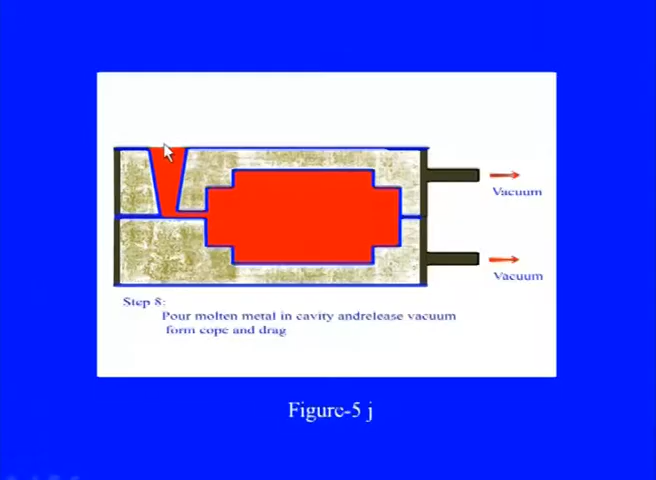 Vacuum
Vacuum
Step 8:
Pour molten metal in cavity andrelease vacuum
form cope and drag
Figure-5 j